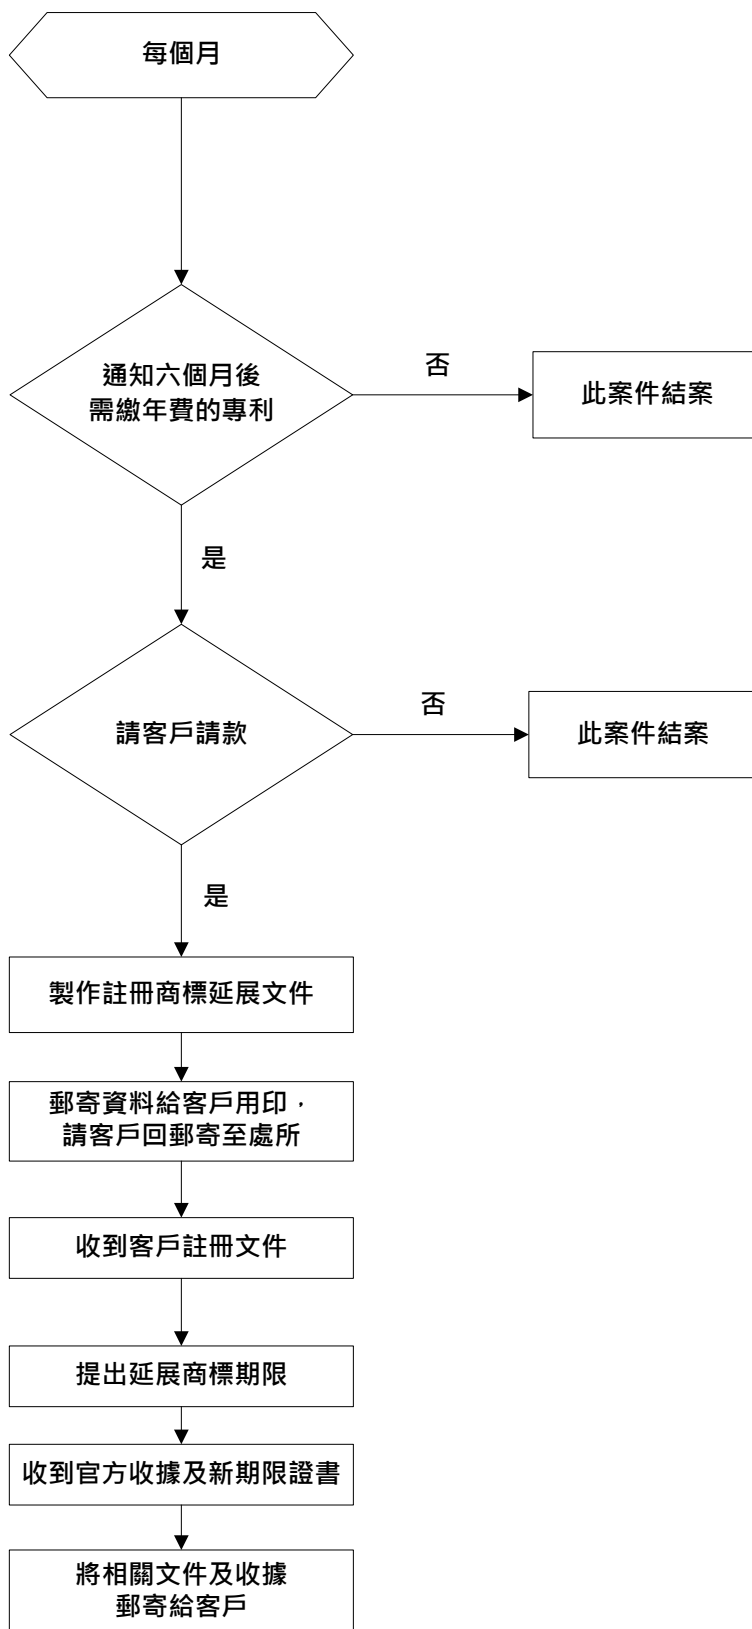 每個月
通知六個月後
需繳年費的專利
否
此案件結案
是
請客戶請款
否
此案件結案
是
製作註冊商標延展文件
郵寄資料給客戶用印，
請客戶回郵寄至處所
收到客戶註冊文件
提出延展商標期限
收到官方收據及新期限證書
將相關文件及收據
郵寄給客戶